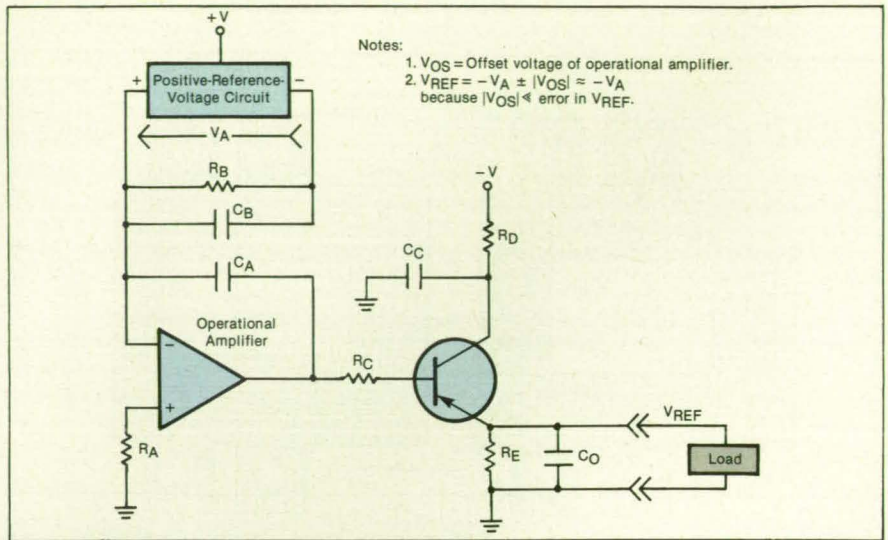 +V
Notes:
1. VOS = Offset voltage of operational amplifier.
2. VREF = −VA ± |VOS| ≈ −VA
because |VOS| ≪ error in VREF.
+ Positive-Reference- −
Voltage Circuit
VA
RB
CB
CA
−V
RD
CC
Operational
Amplifier
−
+
RC
RA
VREF
RE
CO
Load